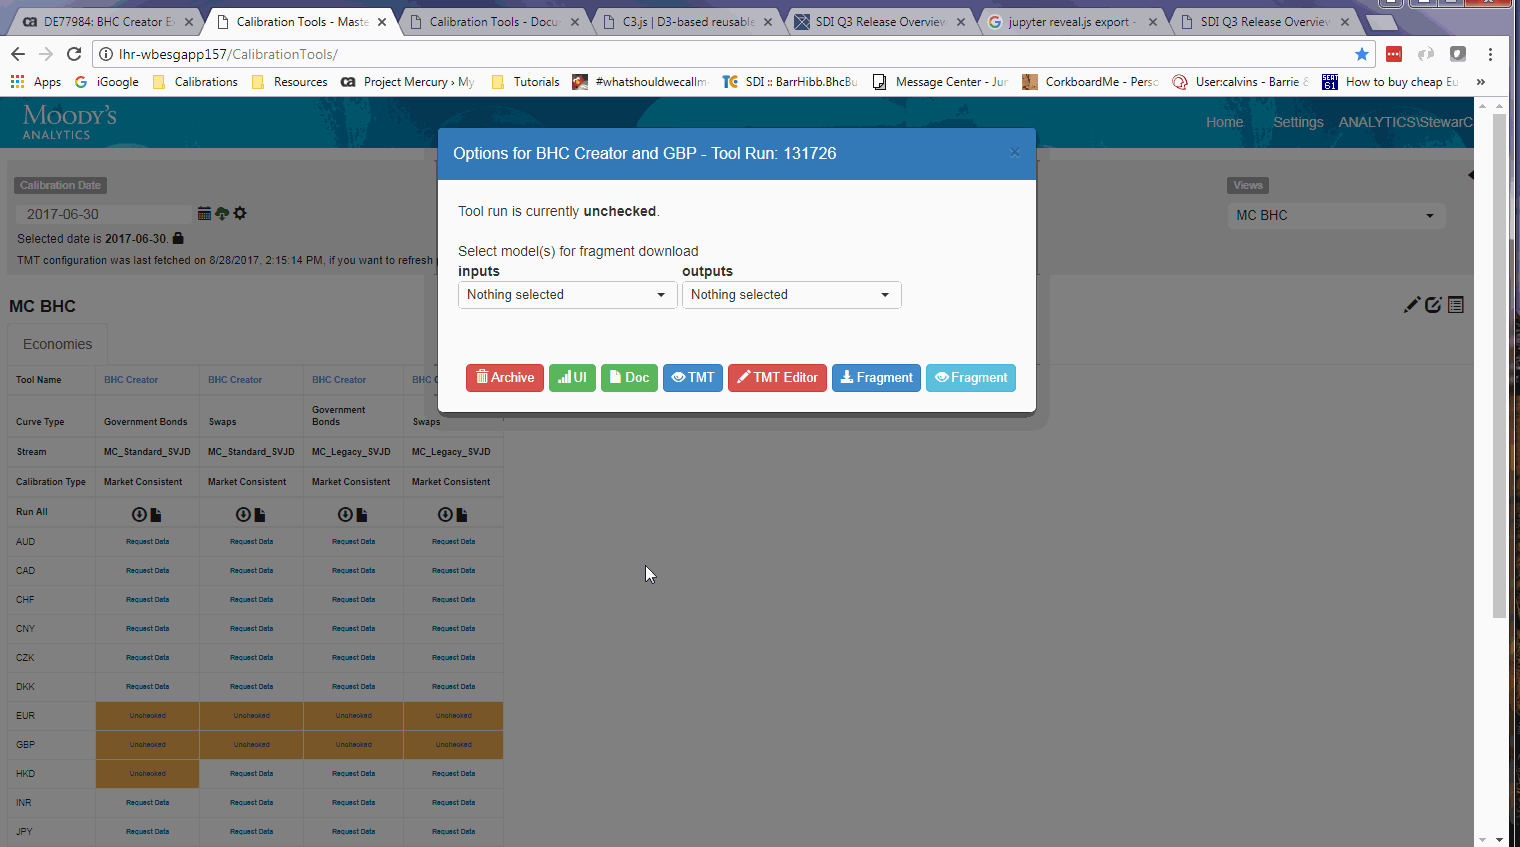 DE77984: BHC Creator E
Calibration Tools - Maste
Calibration Tools - Docu
C3.js | D3-based reusable
SDI Q3 Release Overview
jupyter reveal.js export -
SDI Q3 Release Overview
lhr-wbesgapp157/CalibrationTools/
Apps
iGoogle
Calibrations
Resources
Project Mercury › My
Tutorials
#whatshouldwecallm
SDI :: BarrHibb.BhcBu
Message Center - Jun
CorkboardMe - Perso
User:calvins - Barrie &
How to buy cheap Eu
»
MOODY'S
ANALYTICS
Home Settings ANALYTICS\StewarC
Options for BHC Creator and GBP - Tool Run: 131726
×
Tool run is currently unchecked.
Select model(s) for fragment download
inputs outputs
Nothing selected Nothing selected
Archive UI Doc TMT TMT Editor Fragment Fragment
Calibration Date
2017-06-30
Selected date is 2017-06-30.
TMT configuration was last fetched on 8/28/2017, 2:15:14 PM, if you want to refresh
Views
MC BHC
MC BHC
Economies
Tool Name BHC Creator BHC Creator BHC Creator BHC C
Curve Type Government Bonds Swaps Government Bonds Swaps
Stream MC_Standard_SVJD MC_Standard_SVJD MC_Legacy_SVJD MC_Legacy_SVJD
Calibration Type Market Consistent Market Consistent Market Consistent Market Consistent
Run All
AUD Request Data Request Data Request Data Request Data
CAD Request Data Request Data Request Data Request Data
CHF Request Data Request Data Request Data Request Data
CNY Request Data Request Data Request Data Request Data
CZK Request Data Request Data Request Data Request Data
DKK Request Data Request Data Request Data Request Data
EUR Unchecked Unchecked Unchecked Unchecked
GBP Unchecked Unchecked Unchecked Unchecked
HKD Unchecked Request Data Request Data Request Data
INR Request Data Request Data Request Data Request Data
JPY Request Data Request Data Request Data Request Data